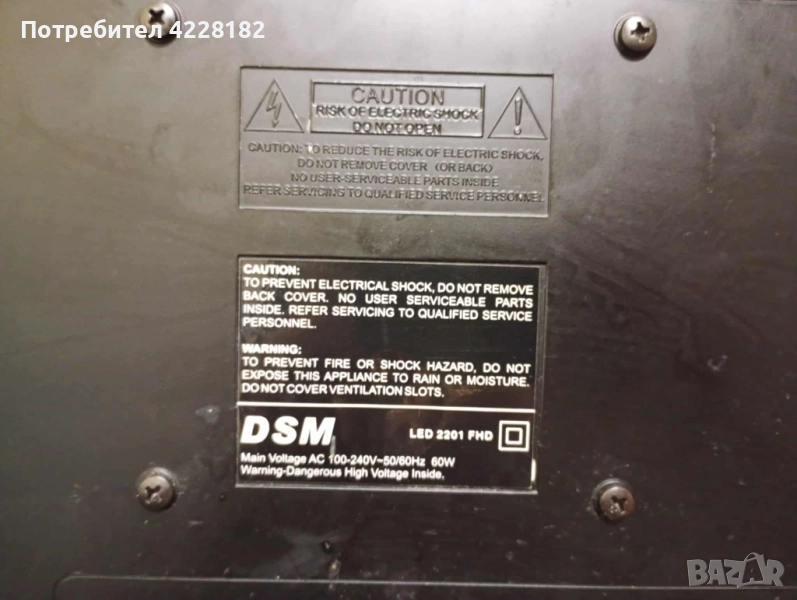 Потребител 4228182
CAUTION
RISK OF ELECTRIC SHOCK
DO NOT OPEN
CAUTION: TO REDUCE THE RISK OF ELECTRIC SHOCK,
DO NOT REMOVE COVER (OR BACK)
NO USER-SERVICEABLE PARTS INSIDE
REFER SERVICING TO QUALIFIED SERVICE PERSONNEL
CAUTION:
TO PREVENT ELECTRICAL SHOCK, DO NOT REMOVE
BACK COVER. NO USER SERVICEABLE PARTS
INSIDE. REFER SERVICING TO QUALIFIED SERVICE
PERSONNEL.
WARNING:
TO PREVENT FIRE OR SHOCK HAZARD, DO NOT
EXPOSE THIS APPLIANCE TO RAIN OR MOISTURE.
DO NOT COVER VENTILATION SLOTS.
DSM LED 2201 FHD
Main Voltage AC 100-240V~50/60Hz 60W
Warning-Dangerous High Voltage Inside.
BAZAR